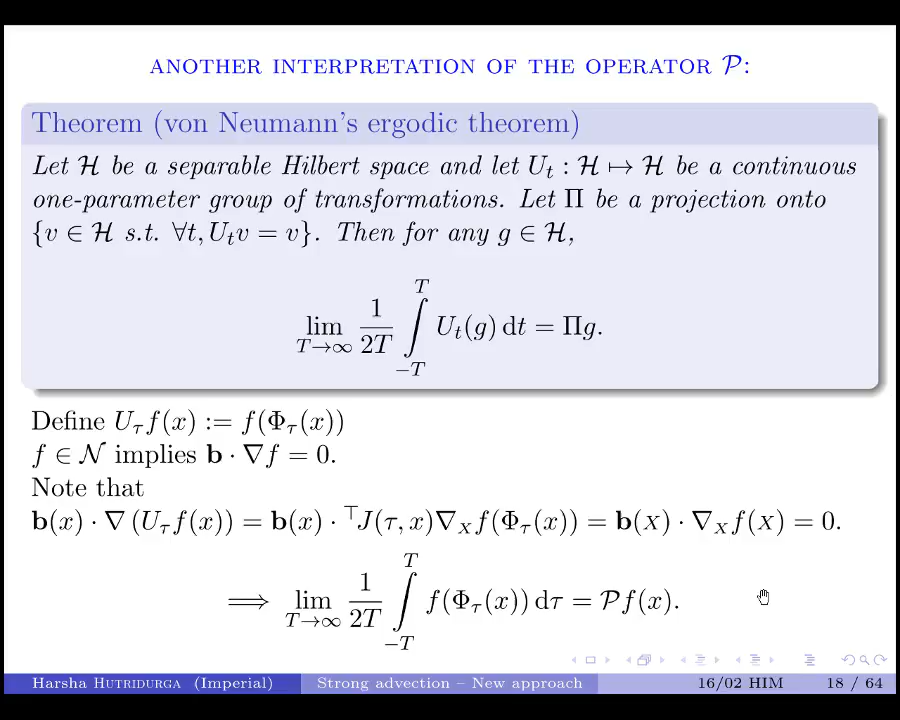 ANOTHER INTERPRETATION OF THE OPERATOR 𝒫:
Theorem (von Neumann's ergodic theorem)
Let ℋ be a separable Hilbert space and let U_t : ℋ ↦ ℋ be a continuous
one-parameter group of transformations. Let Π be a projection onto
{v ∈ ℋ s.t. ∀t, U_t v = v}. Then for any g ∈ ℋ,
lim_{T→∞} 1/2T ∫_{−T}^{T} U_t(g) dt = Πg.
Define U_τ f(x) := f(Φ_τ(x))
f ∈ 𝒩 implies b · ∇f = 0.
Note that
b(x) · ∇ (U_τ f(x)) = b(x) · ⊤J(τ, x)∇_X f(Φ_τ(x)) = b(X) · ∇_X f(X) = 0.
⟹ lim_{T→∞} 1/2T ∫_{−T}^{T} f(Φ_τ(x)) dτ = 𝒫f(x).
Harsha HUTRIDURGA (Imperial) Strong advection – New approach 16/02 HIM 18 / 64